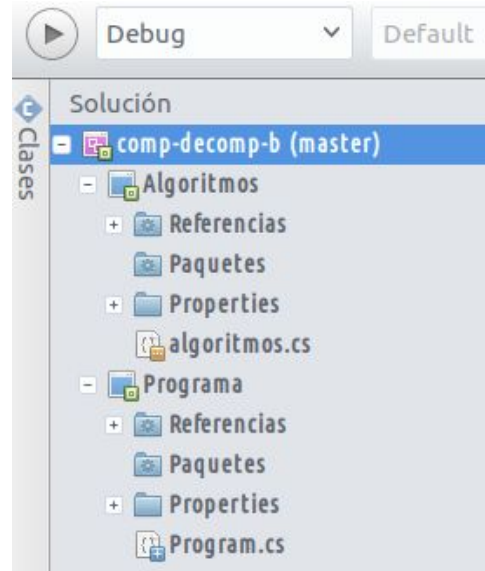 Debug Default
Clases
Solución
comp-decomp-b (master)
Algoritmos
Referencias
Paquetes
Properties
algoritmos.cs
Programa
Referencias
Paquetes
Properties
Program.cs